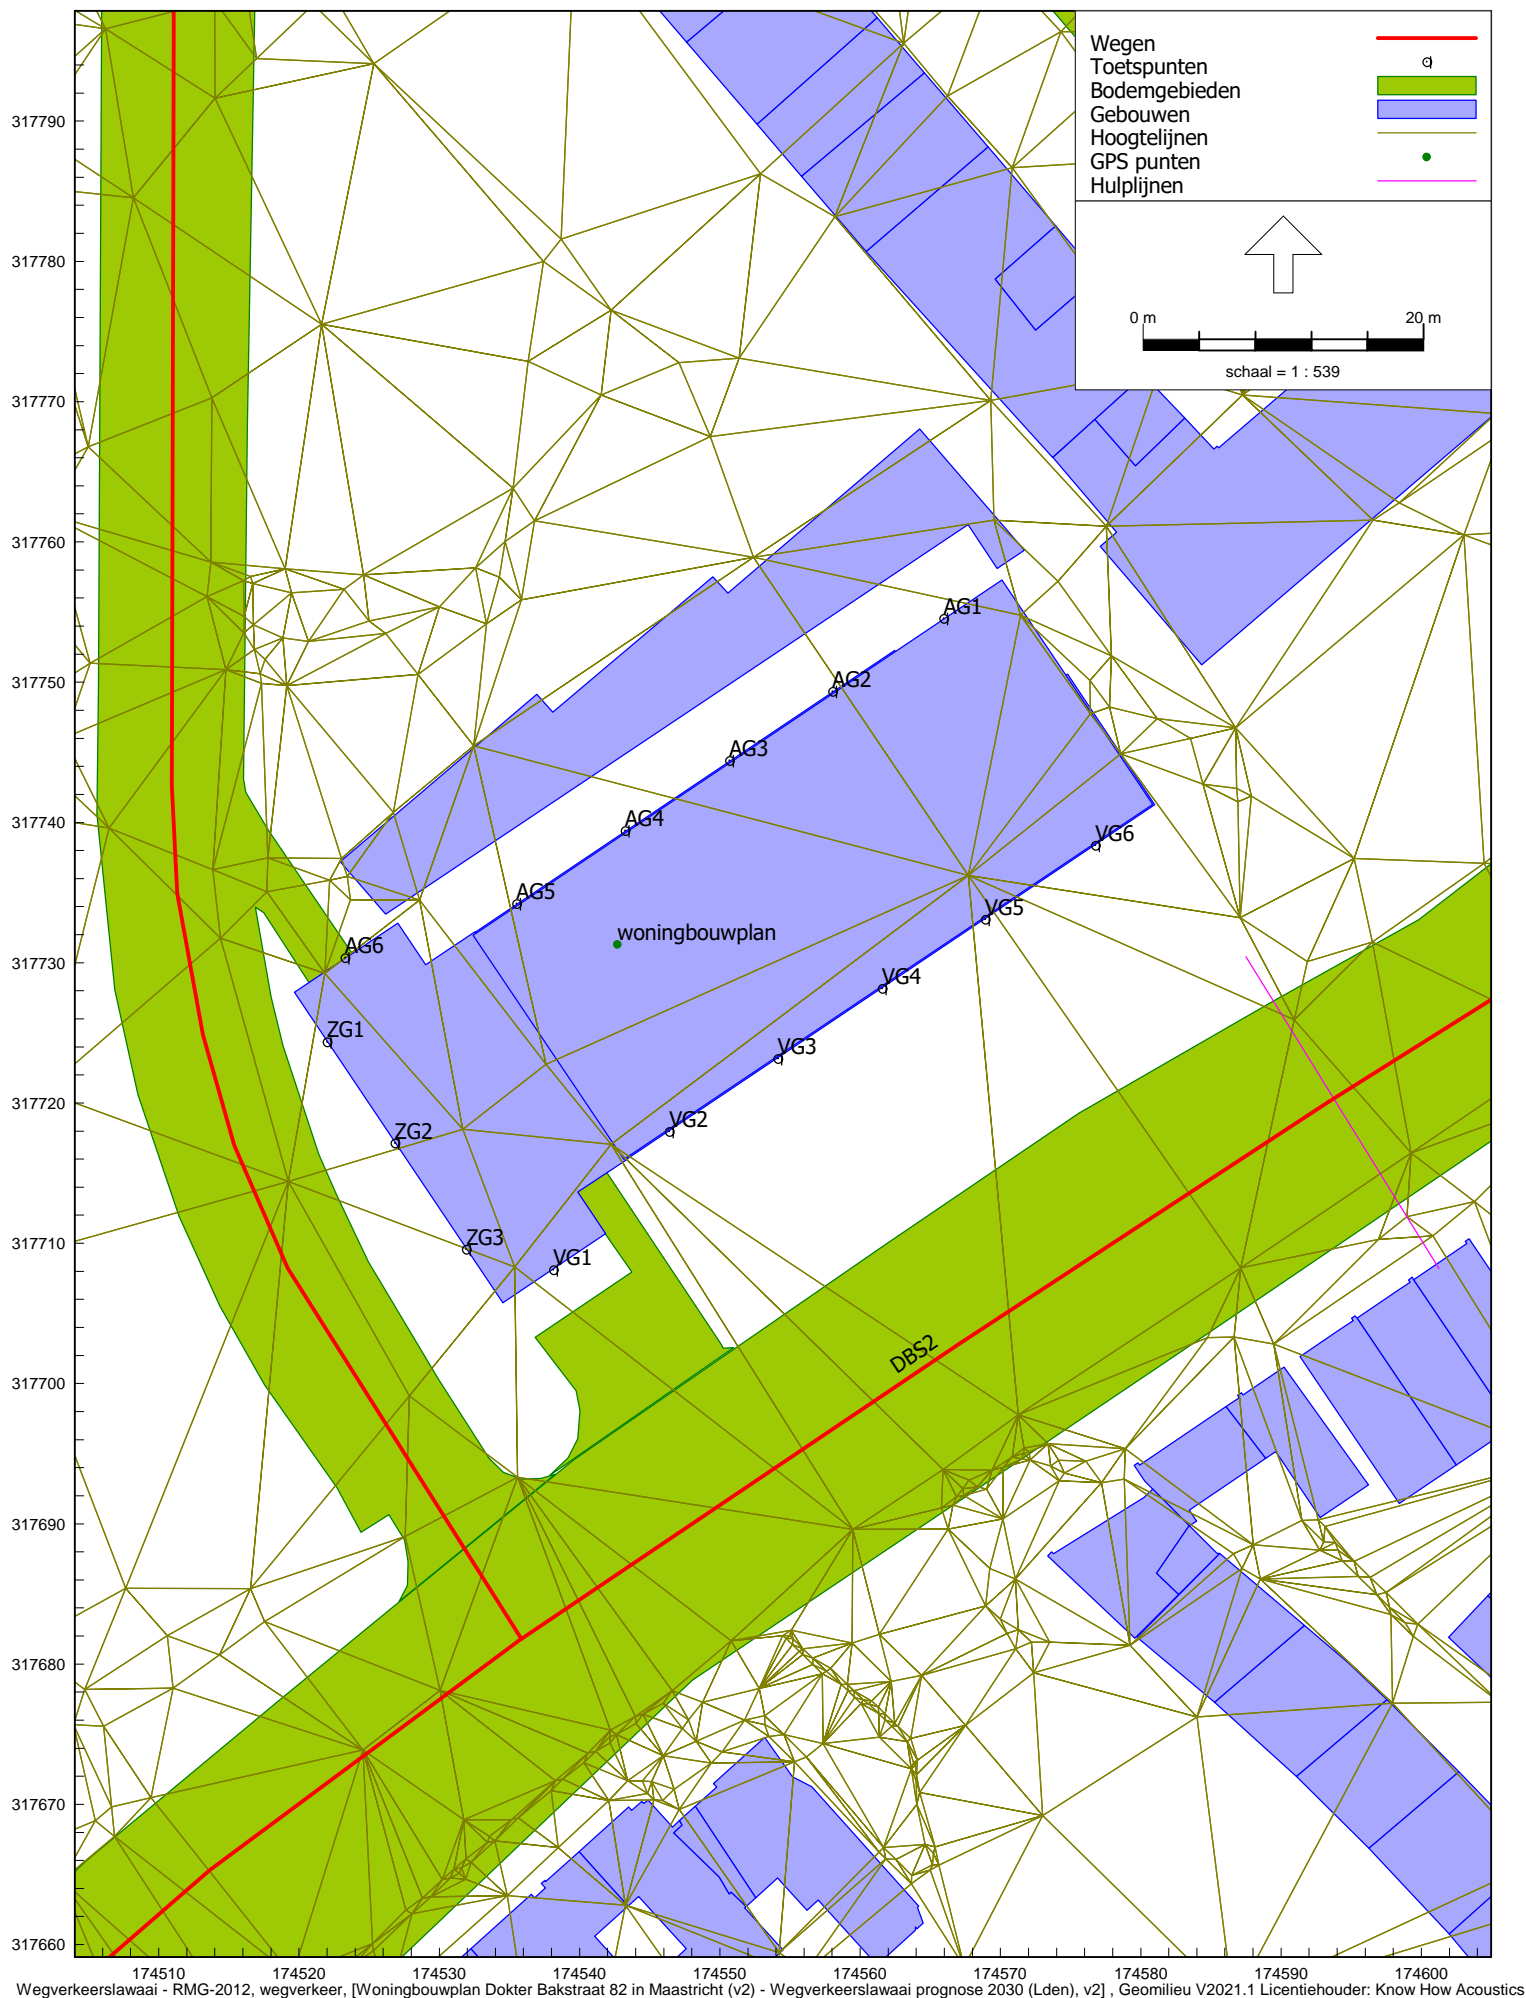 Wegen
Toetspunten
Bodemgebieden
Gebouwen
Hoogtelijnen
GPS punten
Hulplijnen
0 m 20 m
schaal = 1 : 539
317790
317780
317770
317760
317750
317740
317730
317720
317710
317700
317690
317680
317670
317660
AG1
AG2
AG3
AG4
VG6
AG5
VG5
woningbouwplan
AG6
VG4
ZG1
VG3
ZG2
VG2
ZG3
VG1
DBS2
174510 174520 174530 174540 174550 174560 174570 174580 174590 174600
Wegverkeerslawaai - RMG-2012, wegverkeer, [Woningbouwplan Dokter Bakstraat 82 in Maastricht (v2) - Wegverkeerslawaai prognose 2030 (Lden), v2] , Geomilieu V2021.1 Licentiehouder: Know How Acoustics